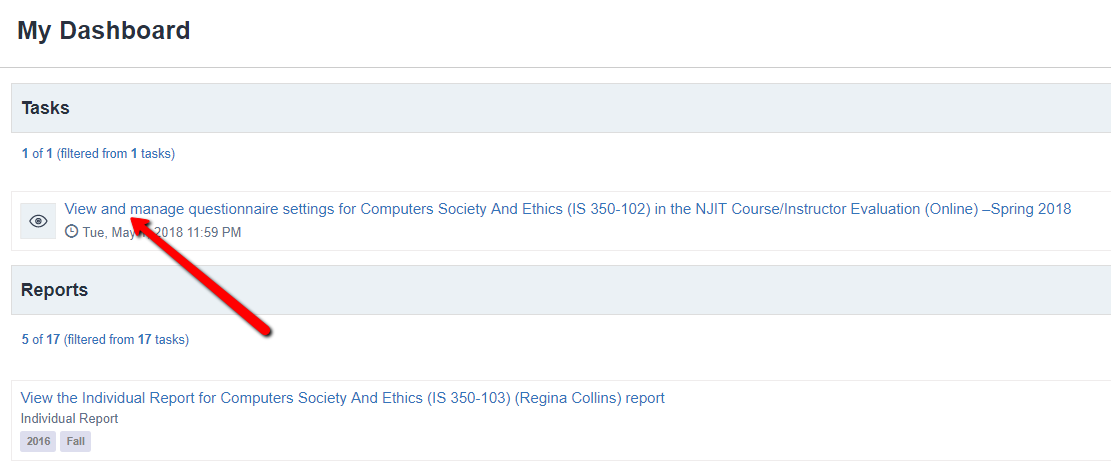 My Dashboard
Tasks
1 of 1 (filtered from 1 tasks)
View and manage questionnaire settings for Computers Society And Ethics (IS 350-102) in the NJIT Course/Instructor Evaluation (Online) –Spring 2018
Tue, May 2018 11:59 PM
Reports
5 of 17 (filtered from 17 tasks)
View the Individual Report for Computers Society And Ethics (IS 350-103) (Regina Collins) report
Individual Report
2016 Fall